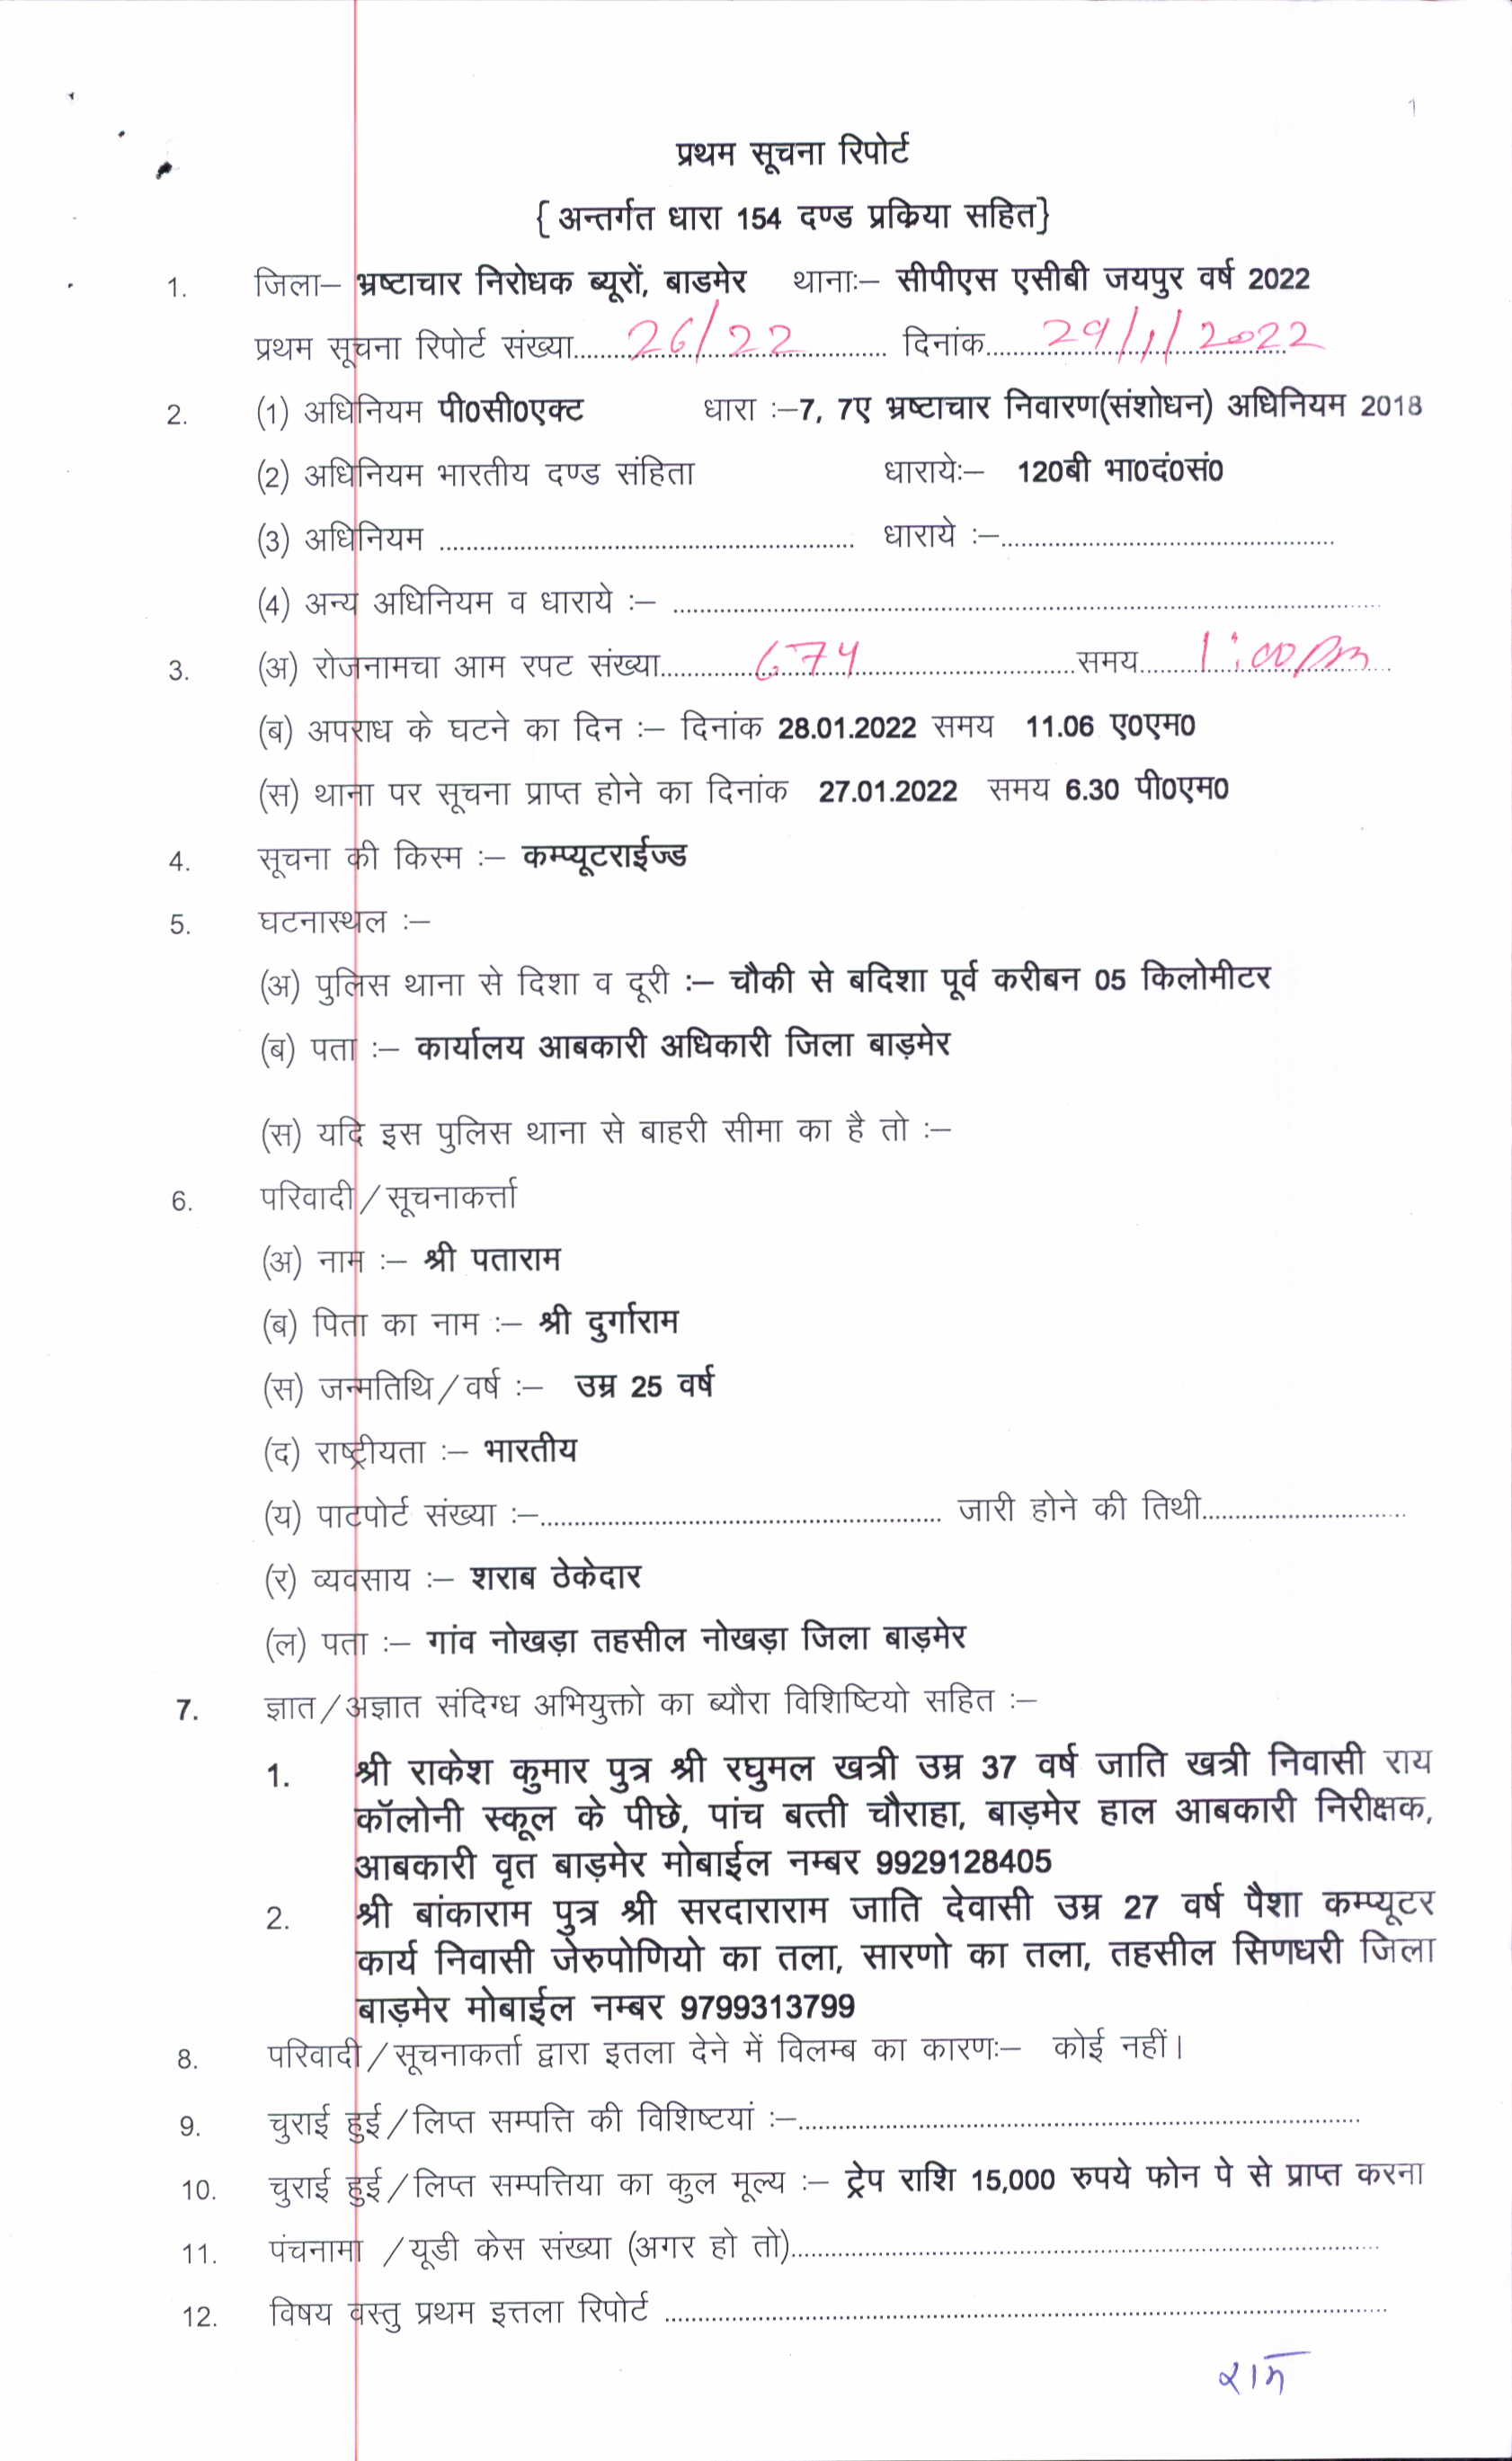 1
प्रथम सूचना रिपोर्ट
{ अन्तर्गत धारा 154 दण्ड प्रक्रिया सहित}
1. जिला– भ्रष्टाचार निरोधक ब्यूरों, बाडमेर थानाः– सीपीएस एसीबी जयपुर वर्ष 2022
प्रथम सूचना रिपोर्ट संख्या........26/22........ दिनांक........29/1/2022........
2. (1) अधिनियम पी0सी0एक्ट धारा :–7, 7ए भ्रष्टाचार निवारण(संशोधन) अधिनियम 2018
(2) अधिनियम भारतीय दण्ड संहिता धारायेः– 120बी भा0दं0सं0
(3) अधिनियम ........................ धाराये :–........................
(4) अन्य अधिनियम व धाराये :– ........................
3. (अ) रोजनामचा आम रपट संख्या........674........समय........1:00 Pm........
(ब) अपराध के घटने का दिन :– दिनांक 28.01.2022 समय 11.06 ए0एम0
(स) थाना पर सूचना प्राप्त होने का दिनांक 27.01.2022 समय 6.30 पी0एम0
4. सूचना की किस्म :– कम्प्यूटराईज्ड
5. घटनास्थल :–
(अ) पुलिस थाना से दिशा व दूरी :– चौकी से बदिशा पूर्व करीबन 05 किलोमीटर
(ब) पता :– कार्यालय आबकारी अधिकारी जिला बाड़मेर
(स) यदि इस पुलिस थाना से बाहरी सीमा का है तो :–
6. परिवादी/सूचनाकर्त्ता
(अ) नाम :– श्री पताराम
(ब) पिता का नाम :– श्री दुर्गाराम
(स) जन्मतिथि/वर्ष :– उम्र 25 वर्ष
(द) राष्ट्रीयता :– भारतीय
(य) पाटपोर्ट संख्या :–........................ जारी होने की तिथी........................
(र) व्यवसाय :– शराब ठेकेदार
(ल) पता :– गांव नोखड़ा तहसील नोखड़ा जिला बाड़मेर
7. ज्ञात/अज्ञात संदिग्ध अभियुक्तो का ब्यौरा विशिष्टियो सहित :–
1. श्री राकेश कुमार पुत्र श्री रघुमल खत्री उम्र 37 वर्ष जाति खत्री निवासी राय
कॉलोनी स्कूल के पीछे, पांच बत्ती चौराहा, बाड़मेर हाल आबकारी निरीक्षक,
आबकारी वृत बाड़मेर मोबाईल नम्बर 9929128405
2. श्री बांकाराम पुत्र श्री सरदाराराम जाति देवासी उम्र 27 वर्ष पैशा कम्प्यूटर
कार्य निवासी जेरुपोणियो का तला, सारणो का तला, तहसील सिणधरी जिला
बाड़मेर मोबाईल नम्बर 9799313799
8. परिवादी/सूचनाकर्ता द्वारा इतला देने में विलम्ब का कारणः– कोई नहीं।
9. चुराई हुई/लिप्त सम्पत्ति की विशिष्टयां :–........................
10. चुराई हुई/लिप्त सम्पत्तिया का कुल मूल्य :– ट्रेप राशि 15,000 रुपये फोन पे से प्राप्त करना
11. पंचनामा /यूडी केस संख्या (अगर हो तो)........................
12. विषय वस्तु प्रथम इत्तला रिपोर्ट ........................